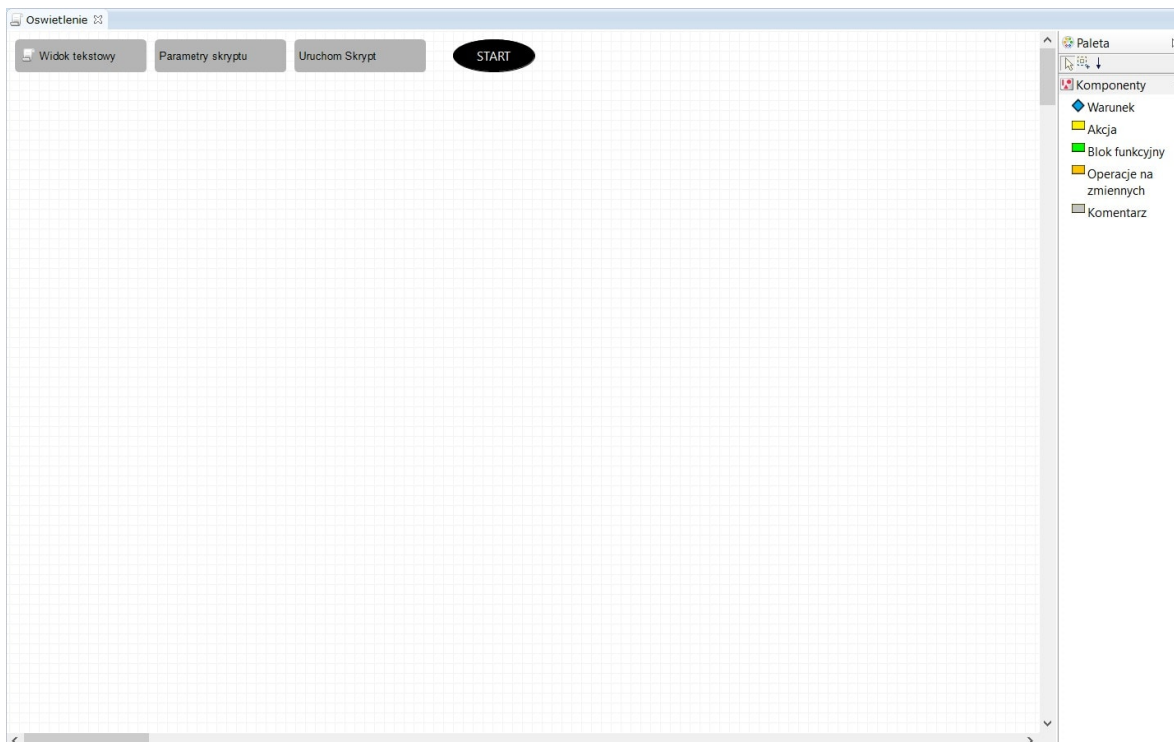 Oswietlenie
Widok tekstowy
Parametry skryptu
Uruchom Skrypt
START
Paleta
Komponenty
Warunek
Akcja
Blok funkcyjny
Operacje na
zmiennych
Komentarz